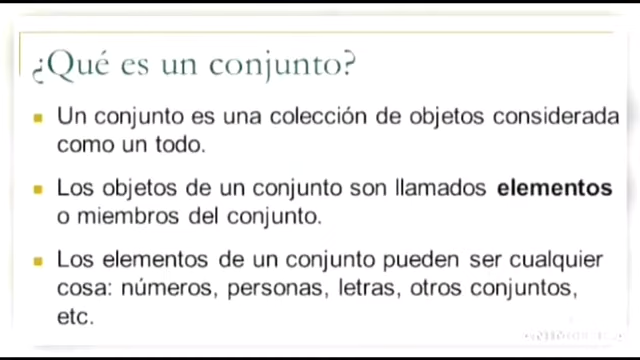 ¿Qué es un conjunto?
Un conjunto es una colección de objetos considerada
como un todo.
Los objetos de un conjunto son llamados elementos
o miembros del conjunto.
Los elementos de un conjunto pueden ser cualquier
cosa: números, personas, letras, otros conjuntos,
etc.